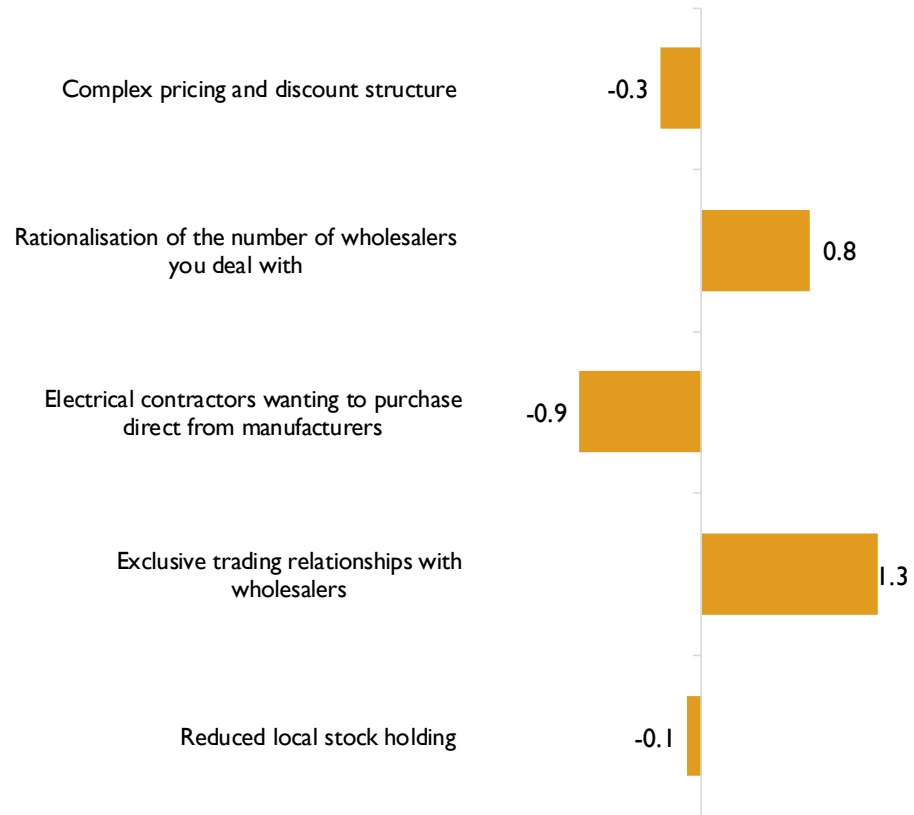 Complex pricing and discount structure
-0.3
Rationalisation of the number of wholesalers
you deal with
0.8
Electrical contractors wanting to purchase
direct from manufacturers
-0.9
Exclusive trading relationships with
wholesalers
1.3
Reduced local stock holding
-0.1